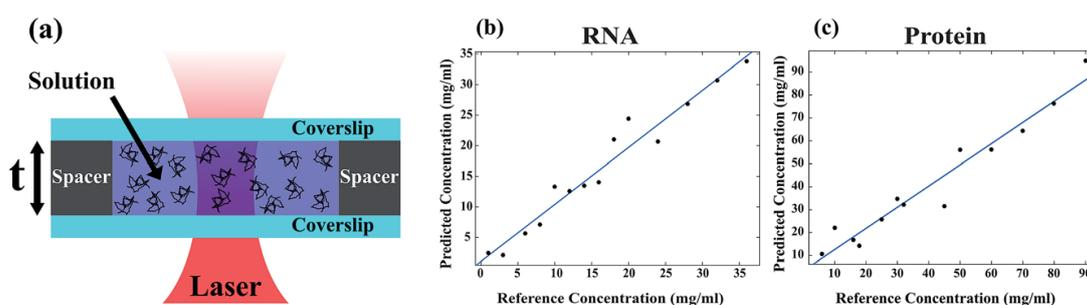 (a)
Solution
Coverslip
t
Spacer
Spacer
Coverslip
Laser
(b)
RNA
Predicted Concentration (mg/ml)
35
30
25
20
15
10
5
0
5
10
15
20
25
30
35
Reference Concentration (mg/ml)
(c)
Protein
Predicted Concentration (mg/ml)
90
80
70
60
50
40
30
20
10
10
20
30
40
50
60
70
80
90
Reference Concentration (mg/ml)